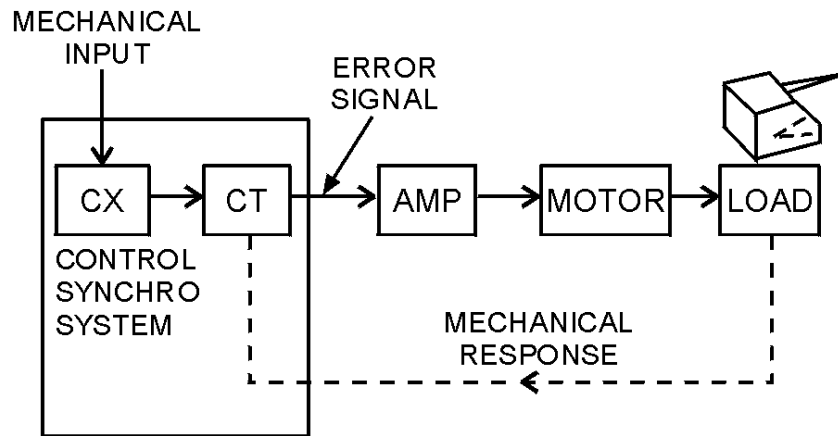 MECHANICAL
INPUT
ERROR
SIGNAL
CX
CT
AMP
MOTOR
LOAD
CONTROL
SYNCHRO
SYSTEM
MECHANICAL
RESPONSE